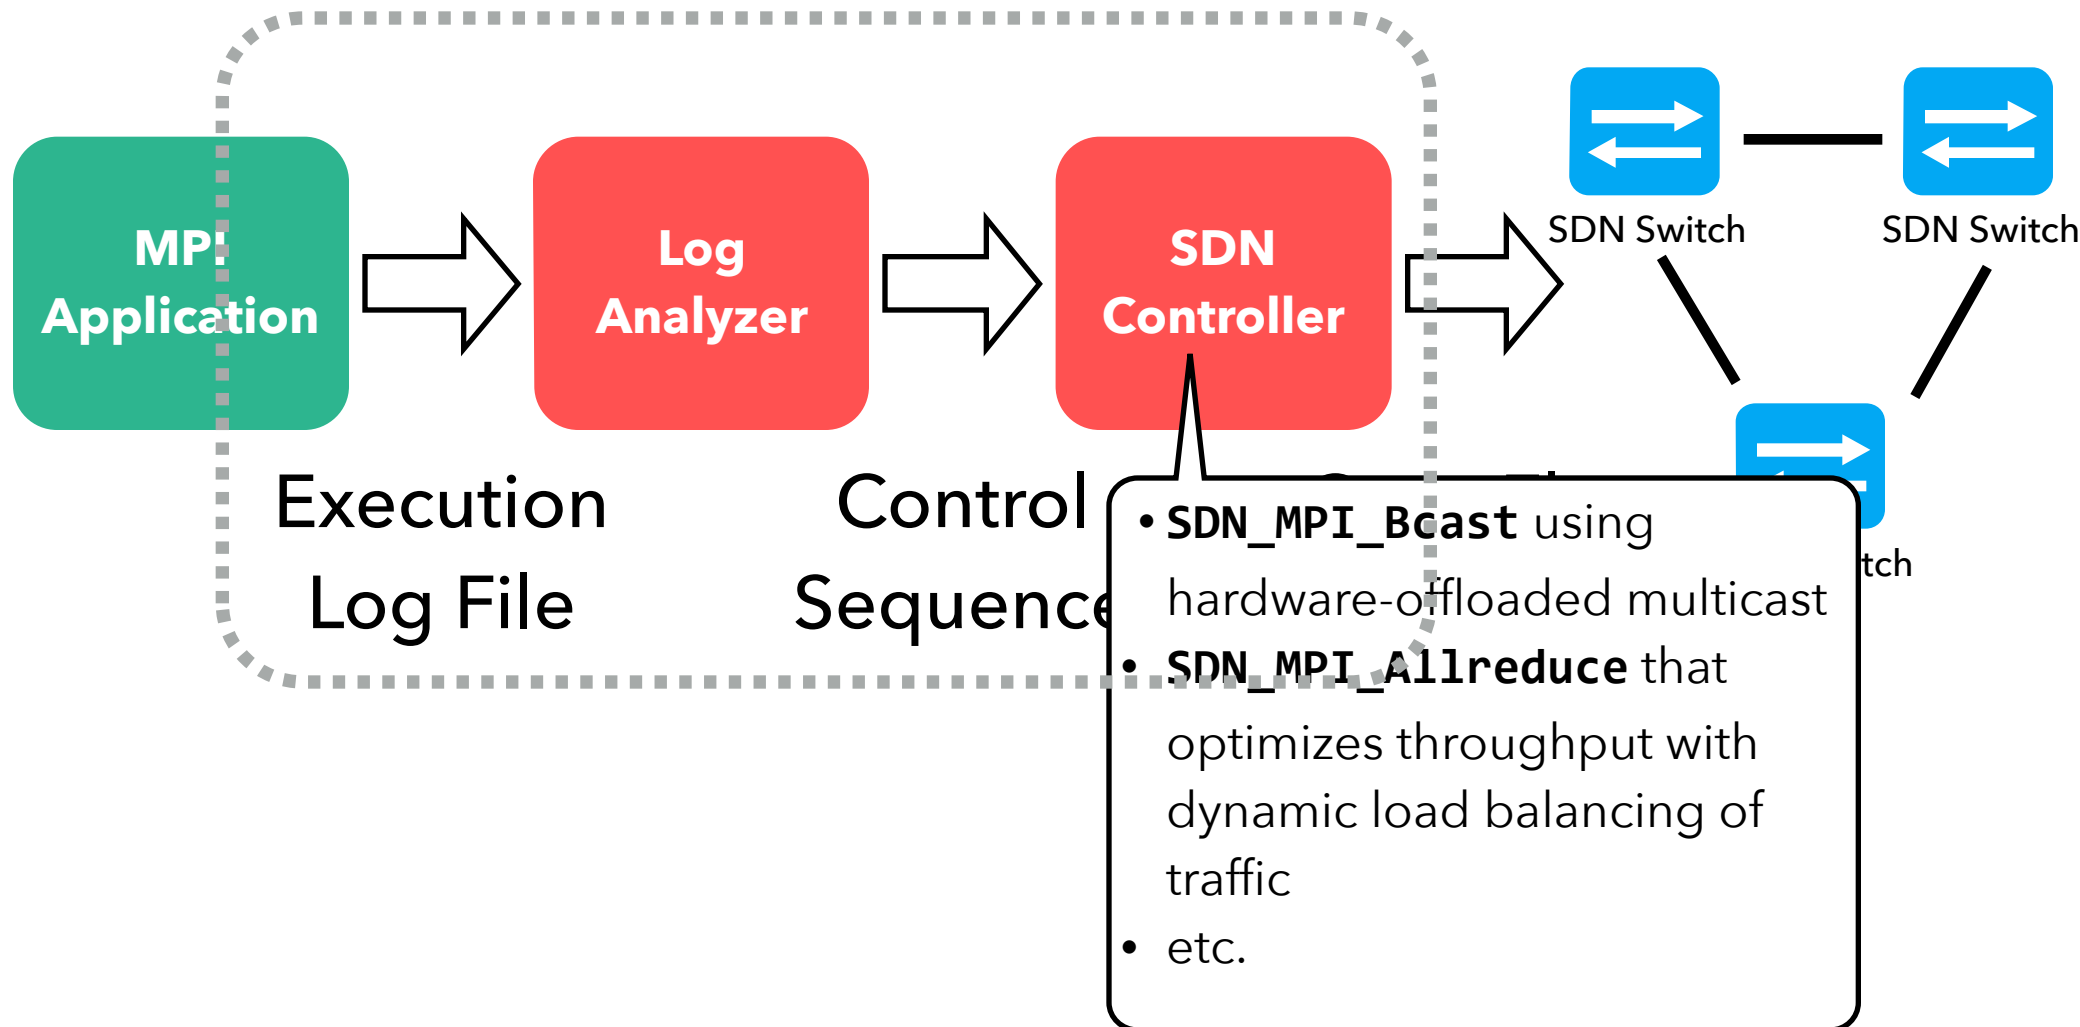 MPI
Application
Log
Analyzer
SDN
Controller
SDN Switch
SDN Switch
Execution
Log File
Control
Sequence
tch
• SDN_MPI_Bcast using
hardware-offloaded multicast
• SDN_MPI_Allreduce that
optimizes throughput with
dynamic load balancing of
traffic
• etc.